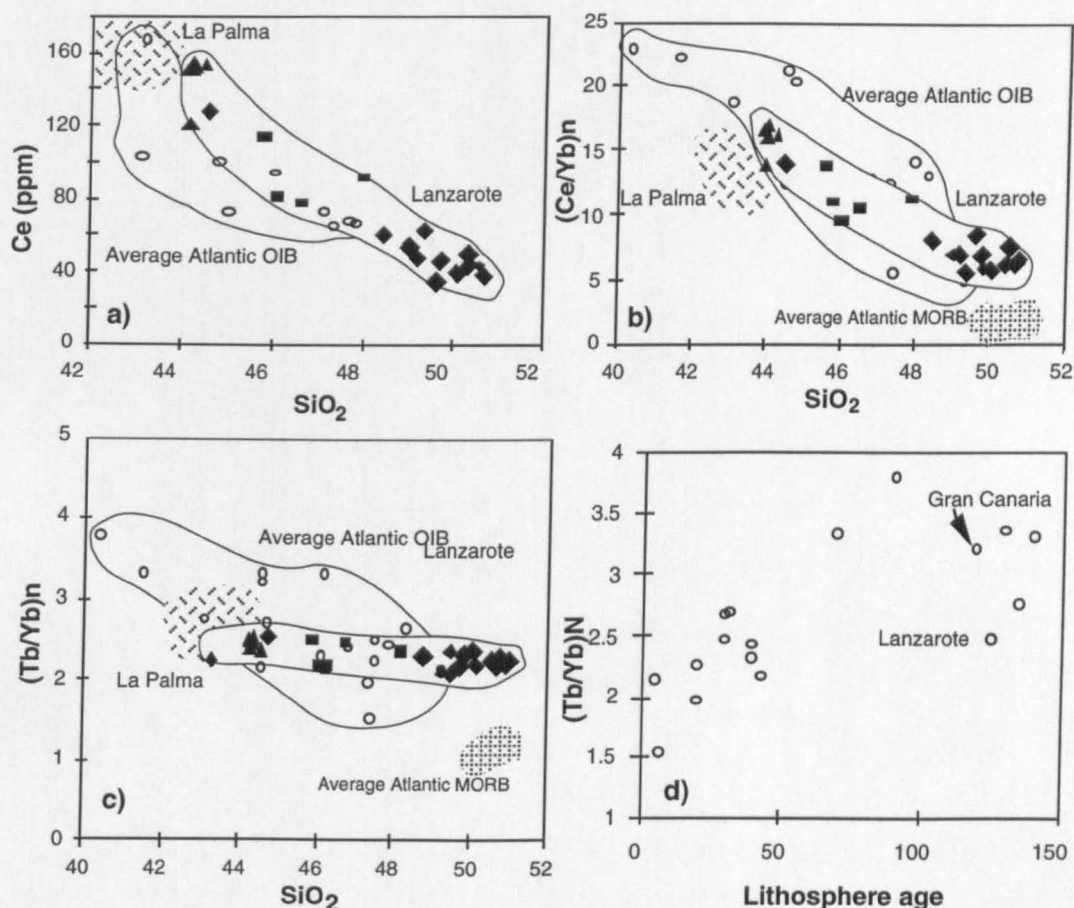 160
120
80
40
0
Ce (ppm)
La Palma
Lanzarote
Average Atlantic OIB
a)
42
44
46
48
50
52
SiO2
25
20
15
10
5
0
(Ce/Yb)n
Average Atlantic OIB
La Palma
Lanzarote
Average Atlantic MORB
b)
40
42
44
46
48
50
52
SiO2
5
4
3
2
1
0
(Tb/Yb)n
Average Atlantic OIB
Lanzarote
La Palma
Average Atlantic MORB
c)
40
42
44
46
48
50
52
SiO2
4
3.5
3
2.5
2
1.5
1
(Tb/Yb)N
Gran Canaria
Lanzarote
d)
0
50
100
150
Lithosphere age